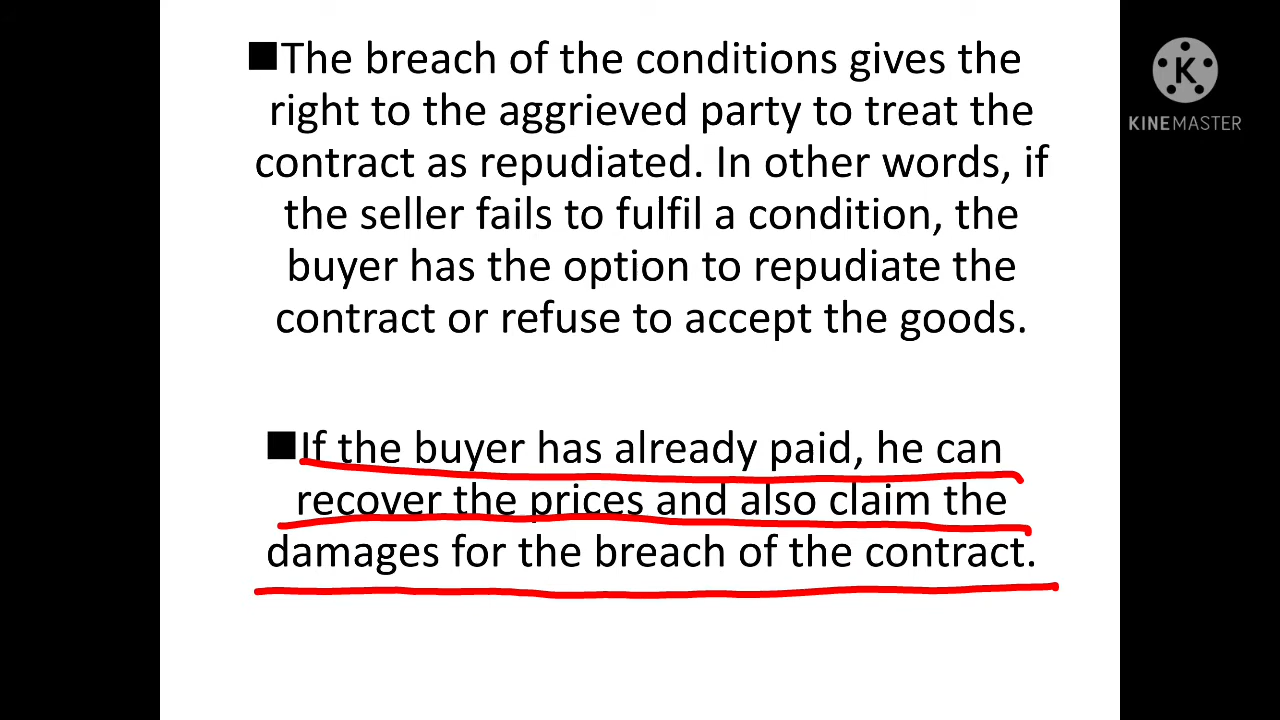 ■The breach of the conditions gives the
right to the aggrieved party to treat the
contract as repudiated. In other words, if
the seller fails to fulfil a condition, the
buyer has the option to repudiate the
contract or refuse to accept the goods.
■If the buyer has already paid, he can
recover the prices and also claim the
damages for the breach of the contract.
K
KINEMASTER